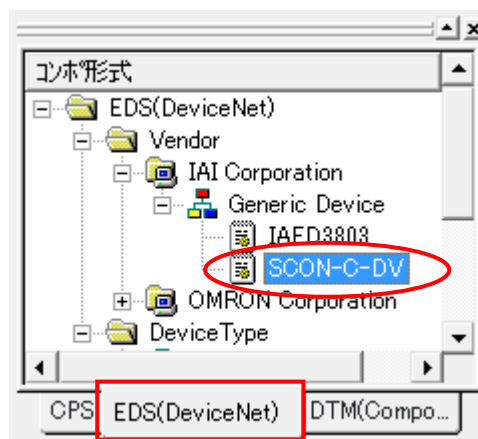 コンポ形式
EDS(DeviceNet)
Vendor
IAI Corporation
Generic Device
IAFD3803
SCON-C-DV
OMRON Corporation
DeviceType
CPS EDS(DeviceNet) DTM(Compo...